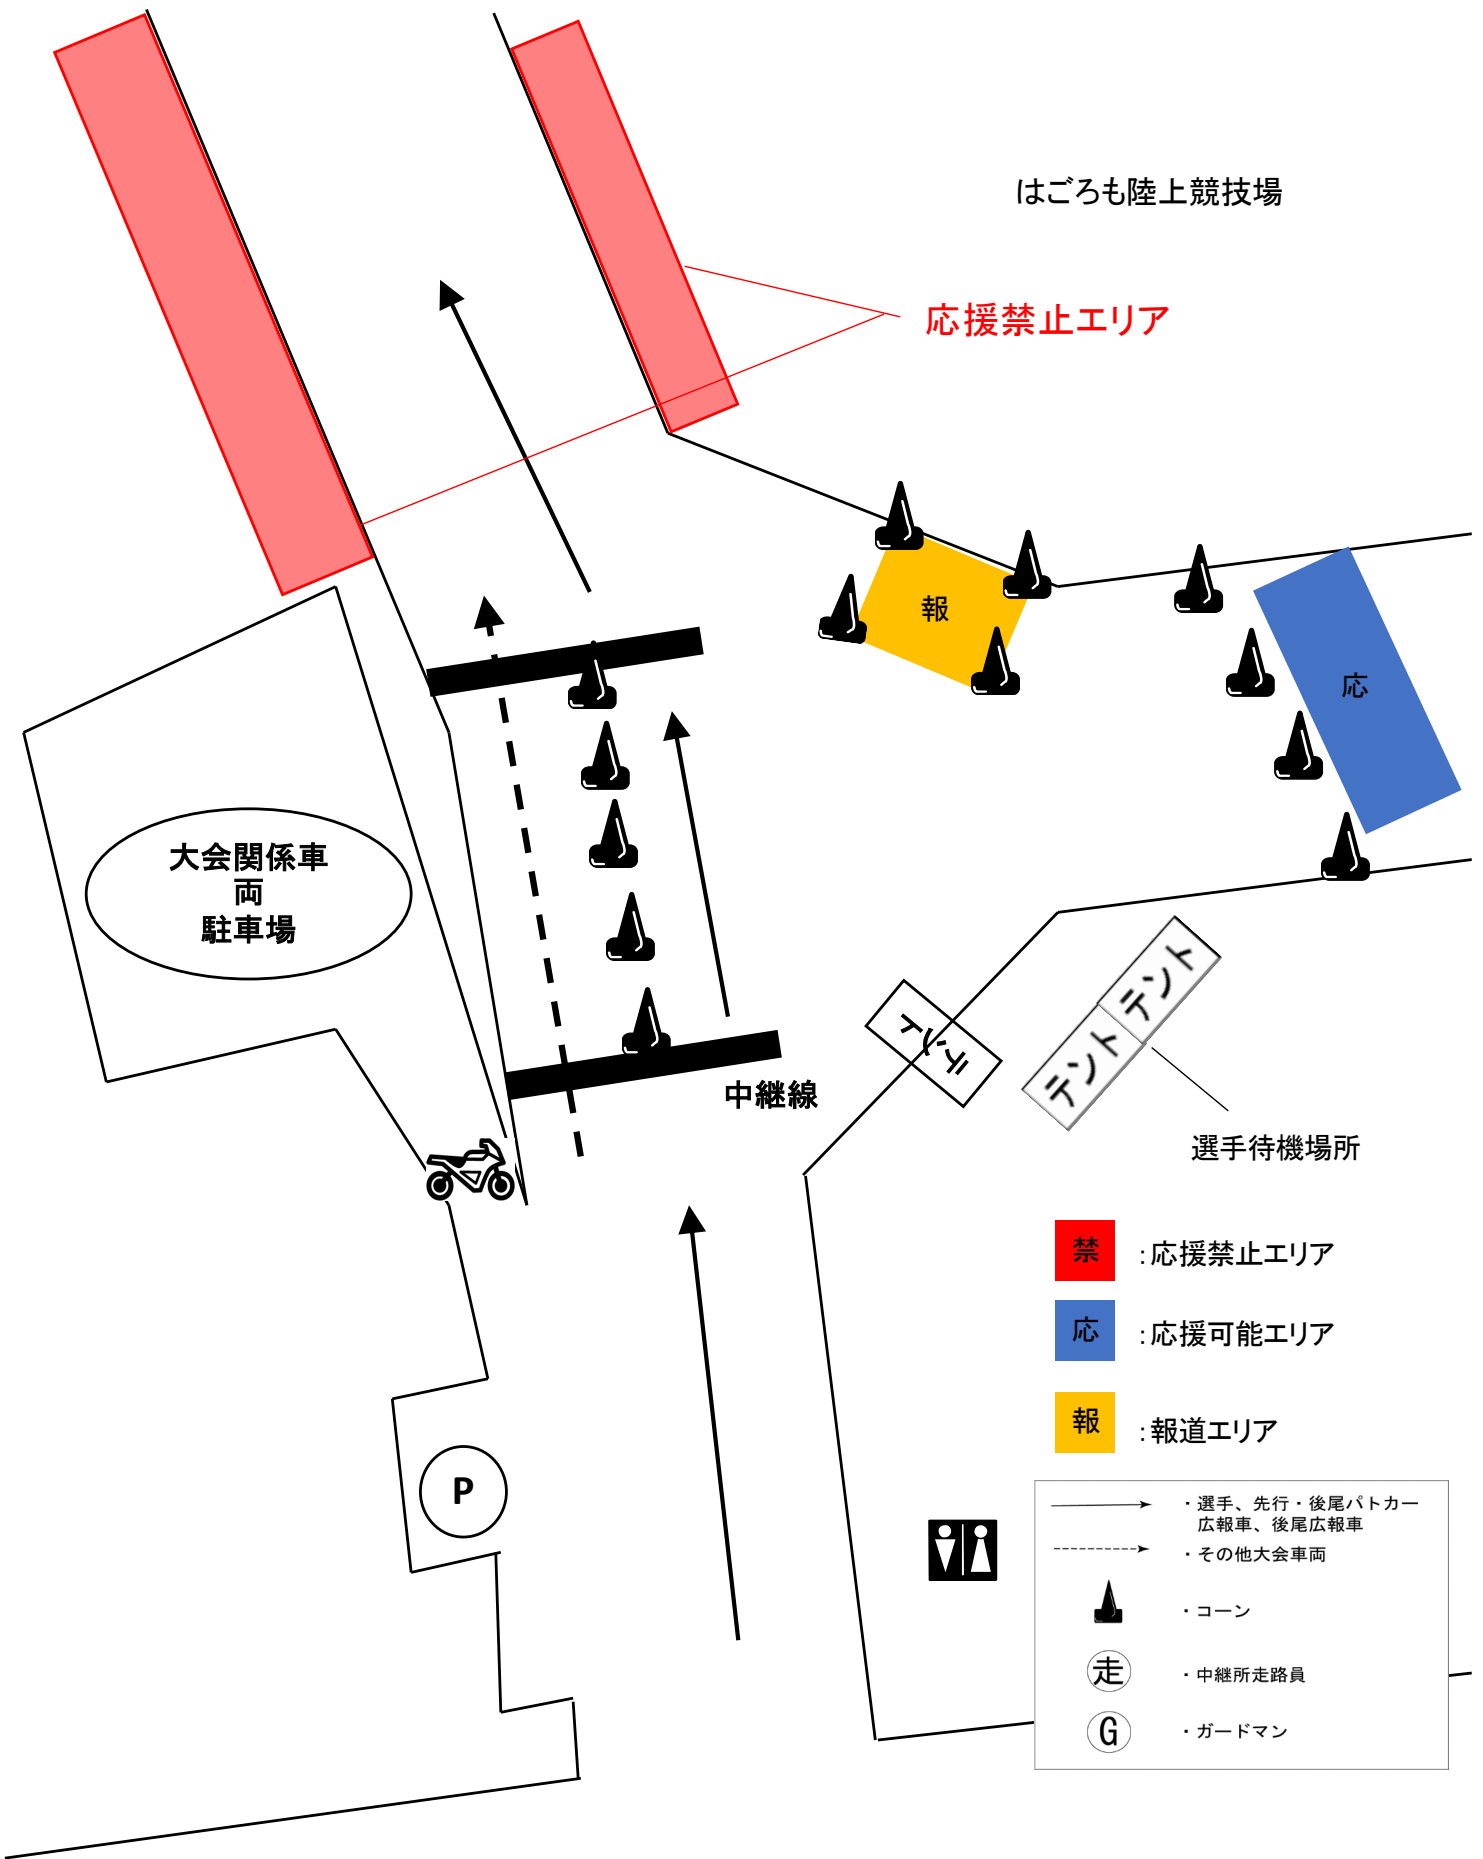 はごろも陸上競技場
応援禁止エリア
報
応
大会関係車
両
駐車場
テント
テント
テント
中継線
選手待機場所
禁 :応援禁止エリア
応 :応援可能エリア
報 :報道エリア
P
・選手、先行・後尾パトカー
広報車、後尾広報車
・その他大会車両
・コーン
走 ・中継所走路員
G ・ガードマン